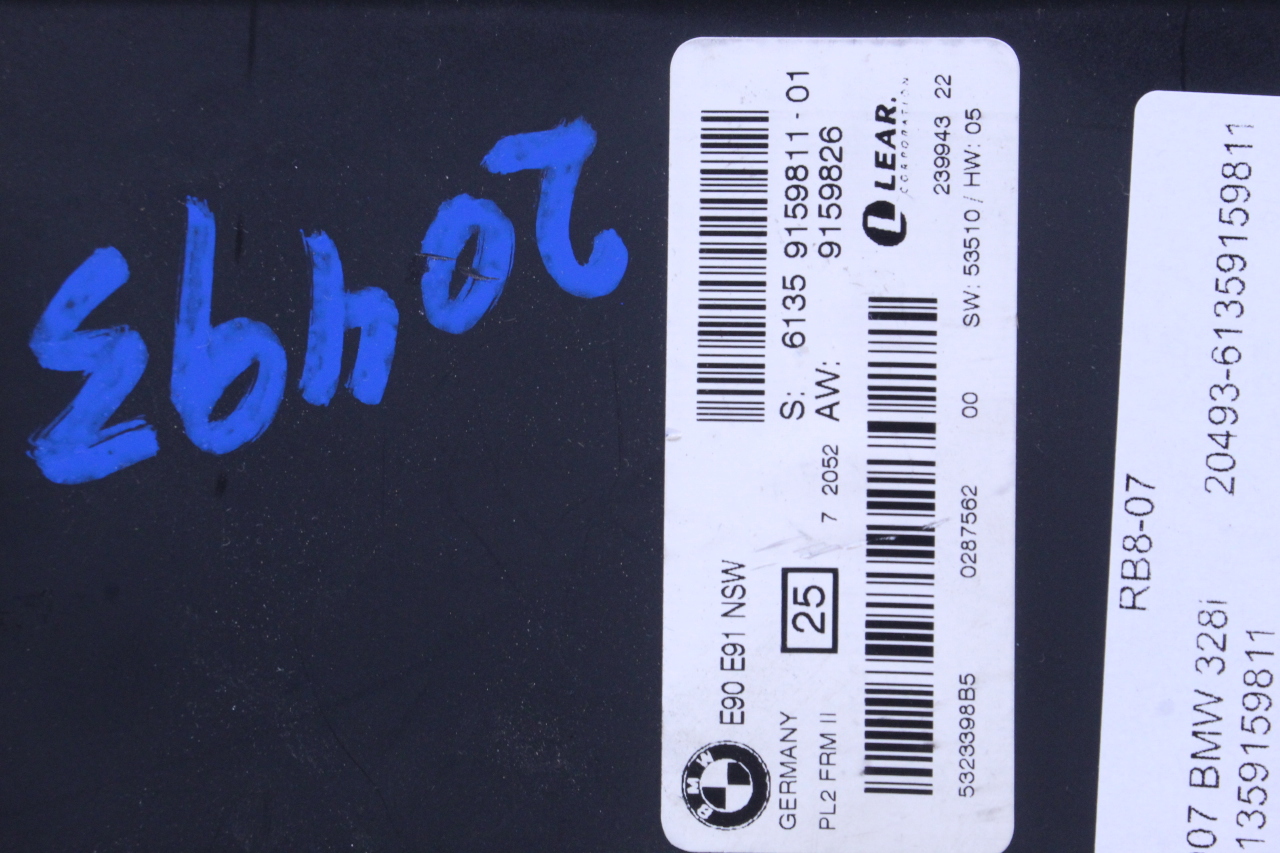 20493
BMW
E90 E91 NSW
S: 6135 9159811-01
AW: 9159826
GERMANY
25
PL2 FRM II
7 2052
LEAR.
CORPORATION
239943 22
5323398B5 0287562 00 SW: 53510 / HW: 05
RB8-07
07 BMW 328i 20493-61359159811
1359159811